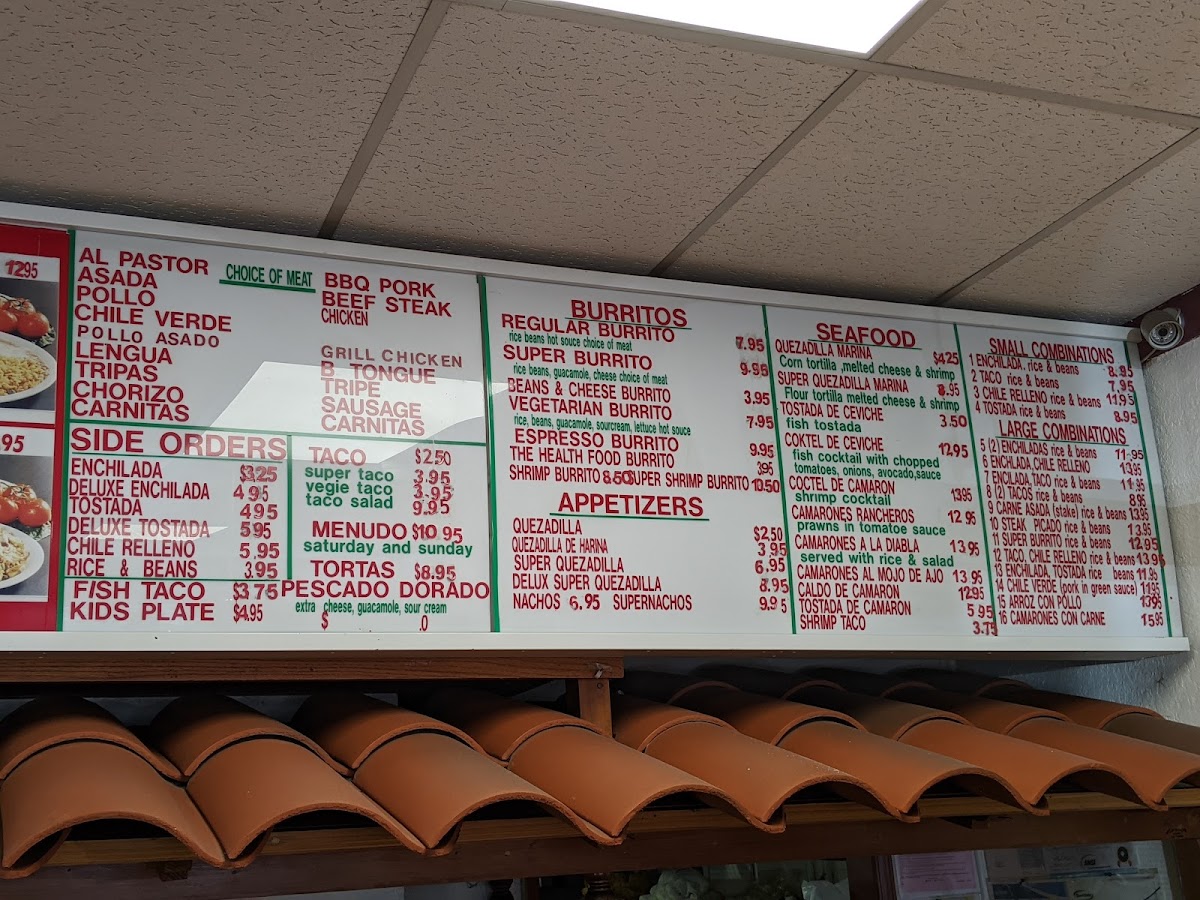 12.95
.95
CHOICE OF MEAT
AL PASTOR
ASADA
POLLO
CHILE VERDE
POLLO ASADO
LENGUA
TRIPAS
CHORIZO
CARNITAS
BBQ PORK
BEEF STEAK
CHICKEN
GRILL CHICKEN
B TONGUE
TRIPE
SAUSAGE
CARNITAS
SIDE ORDERS
ENCHILADA $3.25
DELUXE ENCHILADA 4.95
TOSTADA 4.95
DELUXE TOSTADA 5.95
CHILE RELLENO 5.95
RICE & BEANS 3.95
FISH TACO $3.75
KIDS PLATE $4.95
TACO $2.50
super taco 3.95
vegie taco 3.95
taco salad 9.95
MENUDO $10.95
saturday and sunday
TORTAS $8.95
PESCADO DORADO
extra cheese, guacamole, sour cream
$ .0
BURRITOS
REGULAR BURRITO 7.95
rice beans hot souce choice of meat
SUPER BURRITO 9.95
rice beans, guacamole, cheese choice of meat
BEANS & CHEESE BURRITO 3.95
VEGETARIAN BURRITO 7.95
rice, beans, guacamole, sourcream, lettuce hot souce
ESPRESSO BURRITO 9.95
THE HEALTH FOOD BURRITO 395
SHRIMP BURRITO 8.50 SUPER SHRIMP BURRITO 10.50
APPETIZERS
QUEZADILLA $2.50
QUEZADILLA DE HARINA 3.95
SUPER QUEZADILLA 6.95
DELUX SUPER QUEZADILLA 8.95
NACHOS 6.95 SUPERNACHOS 9.95
SEAFOOD
QUEZADILLA MARINA $4.25
Corn tortilla ,melted cheese & shrimp
SUPER QUEZADILLA MARINA 8.95
Flour tortilla melted cheese & shrimp
TOSTADA DE CEVICHE 3.50
fish tostada
COKTEL DE CEVICHE 12.95
fish cocktail with chopped
tomatoes, onions, avocado,sauce
COCTEL DE CAMARON 13.95
shrimp cocktail
CAMARONES RANCHEROS 12 95
prawns in tomatoe sauce
CAMARONES A LA DIABLA 13 95
served with rice & salad
CAMARONES AL MOJO DE AJO 13 95
CALDO DE CAMARON 12.95
TOSTADA DE CAMARON 5 95
SHRIMP TACO 3.75
SMALL COMBINATIONS
1 ENCHILADA. rice & beans 8.95
2 TACO rice & beans 7.95
3 CHILE RELLENO rice & beans 11.95
4 TOSTADA rice & beans 8.95
LARGE COMBINATIONS
5 (2) ENCHILADAS rice & beans 11.95
6 ENCHILADA,CHILE RELLENO 13.95
7 ENCHILADA,TACO rice & beans 11.95
8 (2) TACOS rice & beans 8.95
9 CARNE ASADA (stake) rice & beans 13.95
10 STEAK PICADO rice & beans 13.95
11 SUPER BURRITO rice & beans 12.95
12 TACO, CHILE RELLENO rice & beans 13 95
13 ENCHILADA, TOSTADA rice beans 11.95
14 CHILE VERDE (pork in green sauce) 11.95
15 ARROZ CON POLLO 13.95
16 CAMARONES CON CARNE 15.95